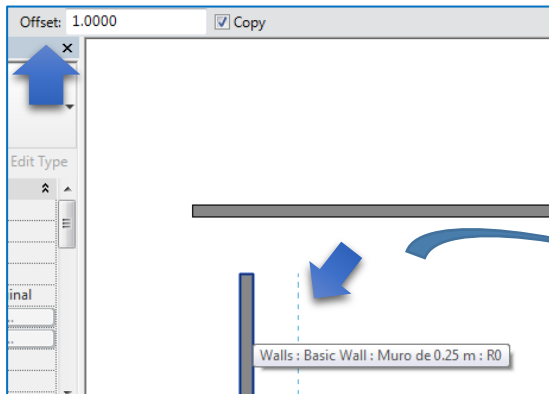 Offset: 1.0000 Copy
Edit Type
inal
Walls : Basic Wall : Muro de 0.25 m : R0